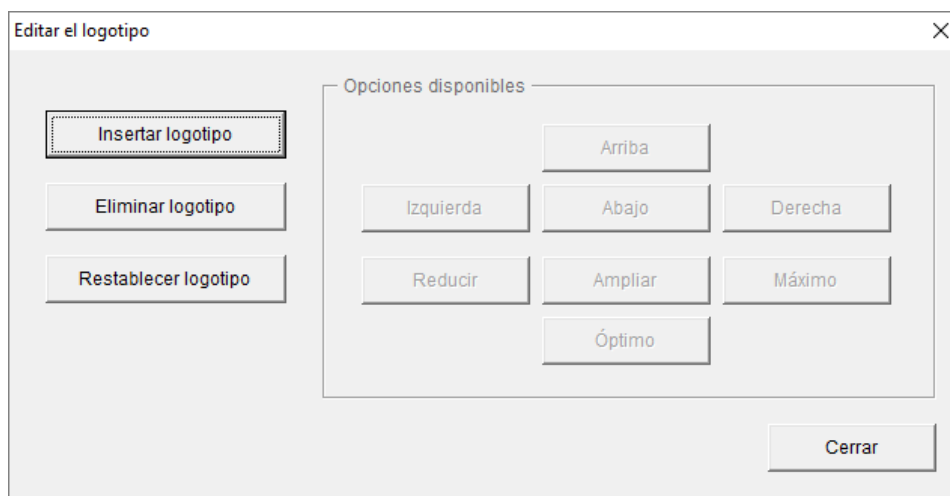 Editar el logotipo
Opciones disponibles
Insertar logotipo
Eliminar logotipo
Restablecer logotipo
Arriba
Izquierda Abajo Derecha
Reducir Ampliar Máximo
Óptimo
Cerrar